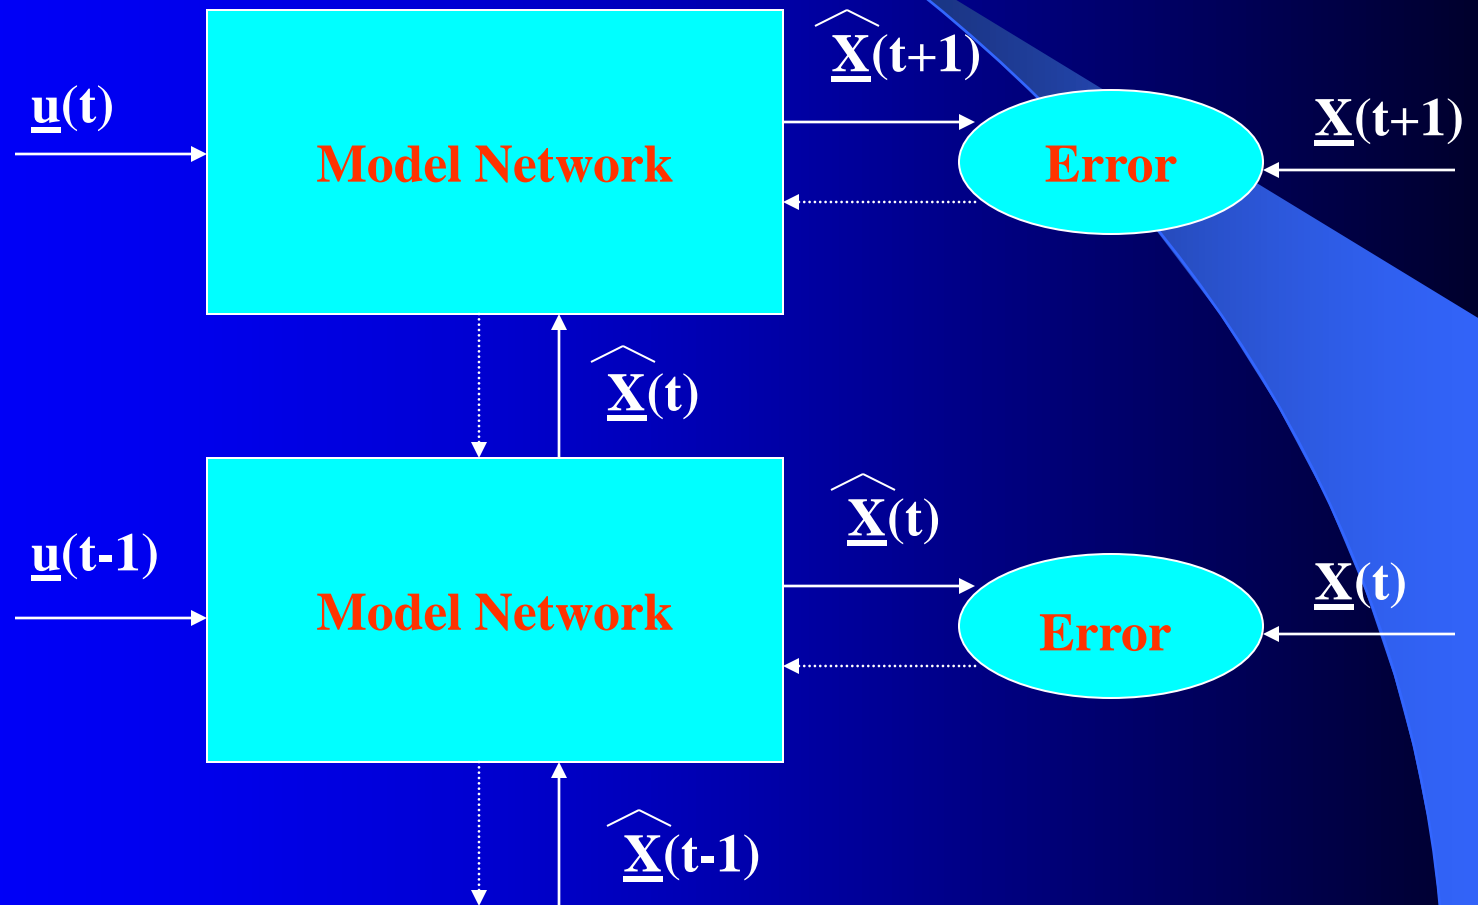 X̲̂(t+1)
u̲(t)
X̲(t+1)
Model Network
Error
X̲̂(t)
X̲̂(t)
u̲(t-1)
X̲(t)
Model Network
Error
X̲̂(t-1)